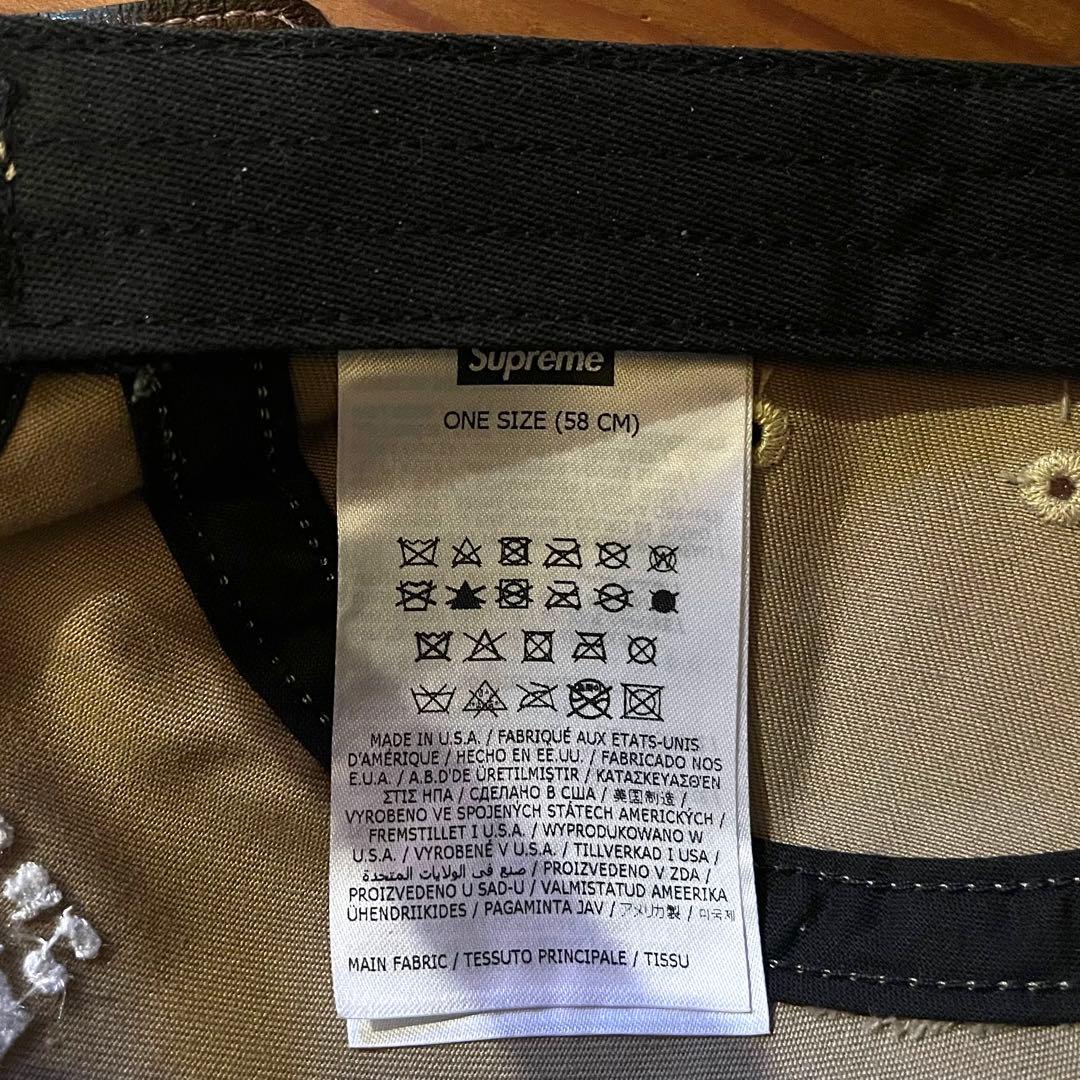 Supreme
ONE SIZE (58 CM)
MADE IN U.S.A. / FABRIQUÉ AUX ETATS-UNIS
D'AMÉRIQUE / HECHO EN EE.UU. / FABRICADO NOS
E.U.A. / A.B.D'DE ÜRETILMIŞTIR / ΚΑΤΑΣΚΕΥΑΣΘ'ΕΝ
ΣΤΙΣ ΗΠΑ / СДЕЛАНО В США / 美国制造 /
VYROBENO VE SPOJENÝCH STÁTECH AMERICKÝCH /
FREMSTILLET I U.S.A. / WYPRODUKOWANO W
U.S.A. / VYROBENÉ V U.S.A. / TILLVERKAD I USA /
صنع في الولايات المتحدة / PROIZVEDENO V ZDA /
PROIZVEDENO U SAD-U / VALMISTATUD AMEERIKA
ÜHENDRIIKIDES / PAGAMINTA JAV / アメリカ製 / 미국제
MAIN FABRIC / TESSUTO PRINCIPALE / TISSU